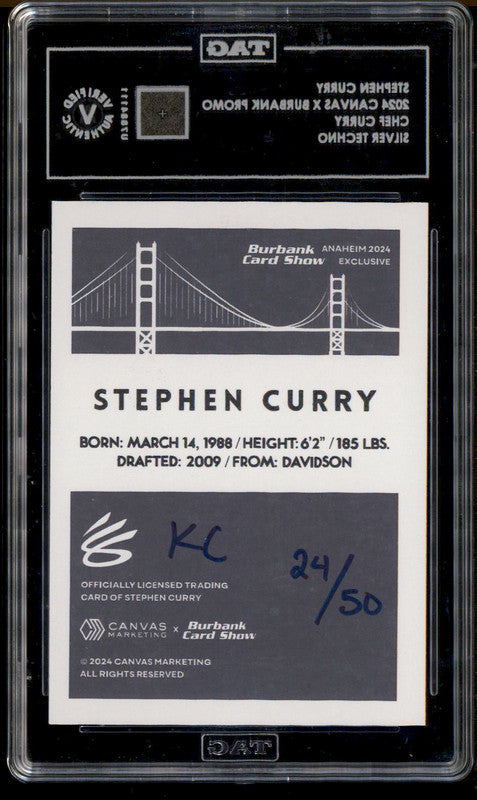 TAG
STEPHEN CURRY
2024 CANVAS X BURBANK PROMO
CHEF CURRY
SILVER TECHNO
VERIFIED
V
AUTHENTIC
U7884111
Burbank
Card Show
ANAHEIM 2024
EXCLUSIVE
STEPHEN CURRY
BORN: MARCH 14, 1988 / HEIGHT: 6'2" / 185 LBS.
DRAFTED: 2009 / FROM: DAVIDSON
KC
24/50
OFFICIALLY LICENSED TRADING
CARD OF STEPHEN CURRY
CANVAS
MARKETING
x
Burbank
Card Show
© 2024 CANVAS MARKETING
ALL RIGHTS RESERVED
TAG